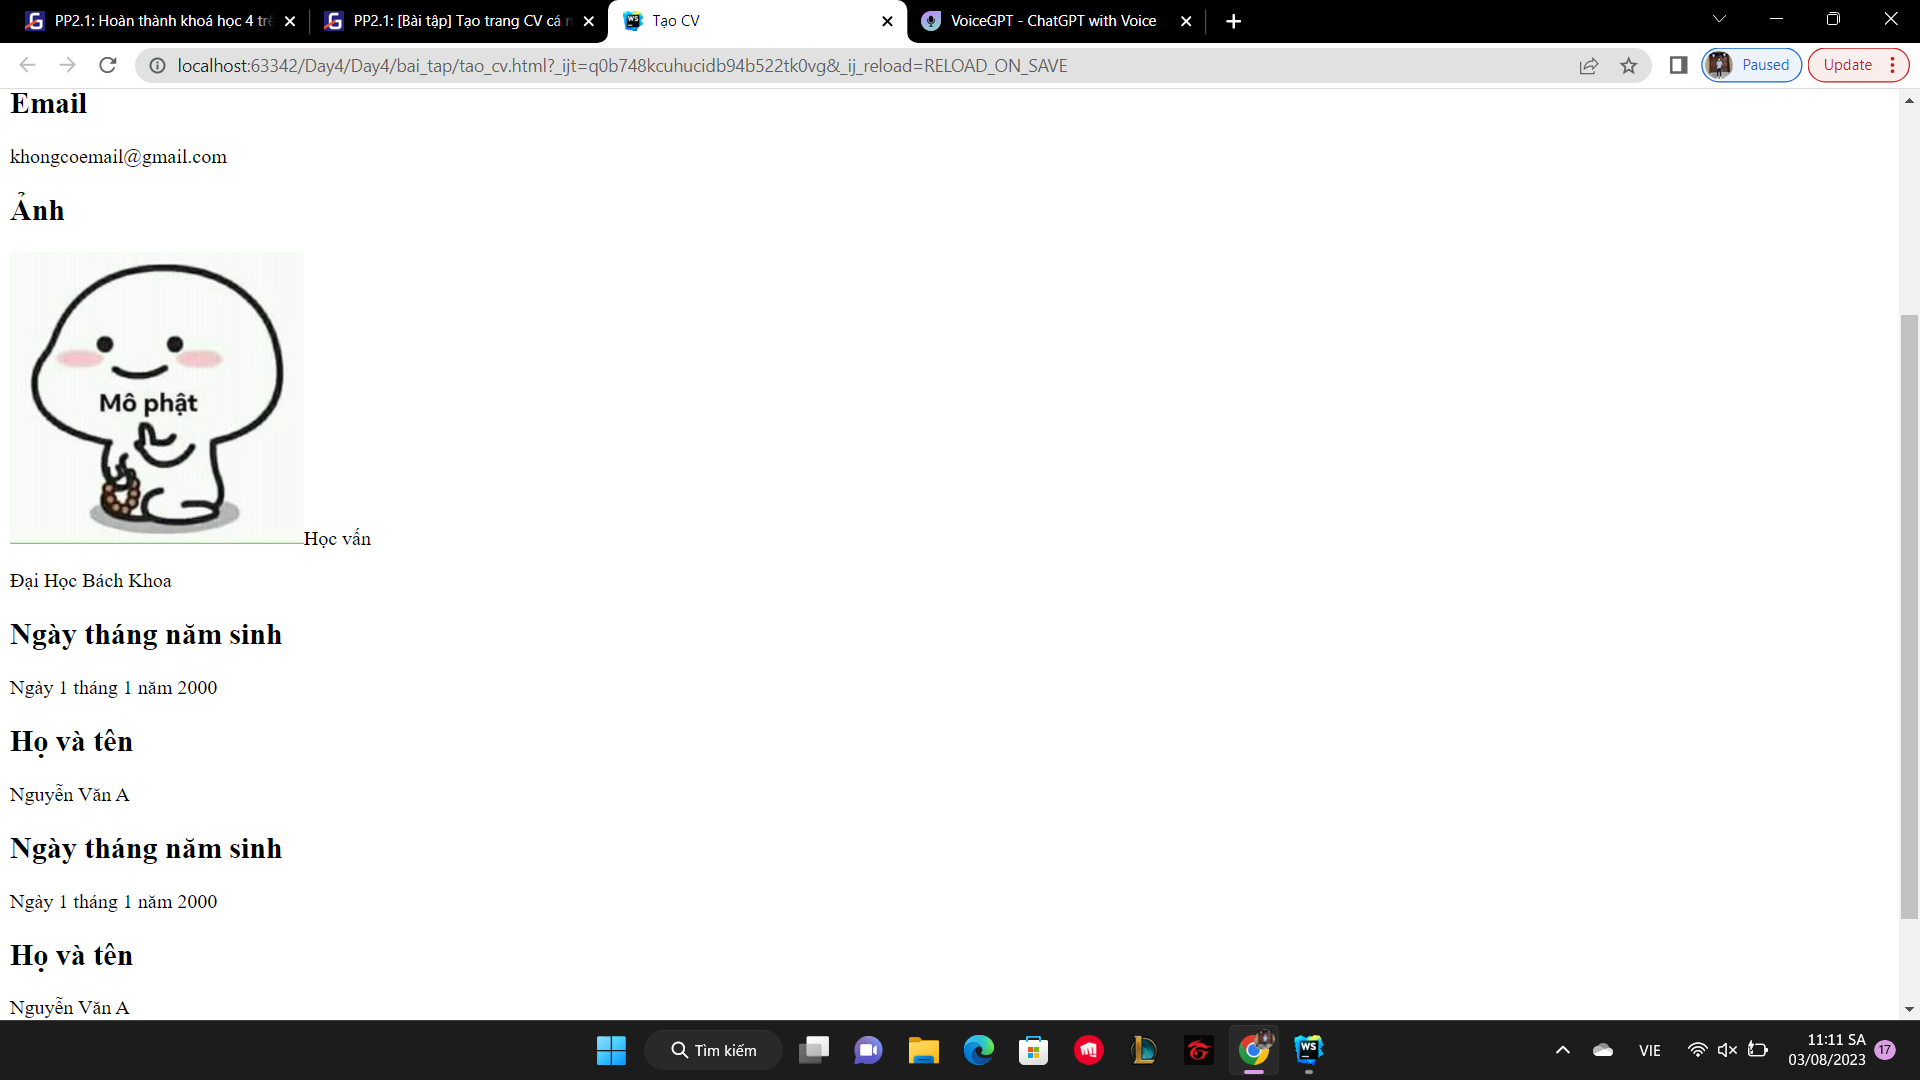 PP2.1: Hoàn thành khoá học 4 trê
PP2.1: [Bài tập] Tạo trang CV cá n
Tạo CV
VoiceGPT - ChatGPT with Voice
localhost:63342/Day4/Day4/bai_tap/tao_cv.html?_ijt=q0b748kcuhucidb94b522tk0vg&_ij_reload=RELOAD_ON_SAVE
Paused
Update
Email
khongcoemail@gmail.com
Ảnh
Mô phật
Học vấn
Đại Học Bách Khoa
Ngày tháng năm sinh
Ngày 1 tháng 1 năm 2000
Họ và tên
Nguyễn Văn A
Ngày tháng năm sinh
Ngày 1 tháng 1 năm 2000
Họ và tên
Nguyễn Văn A
Tìm kiếm
WS
VIE
11:11 SA
03/08/2023
17